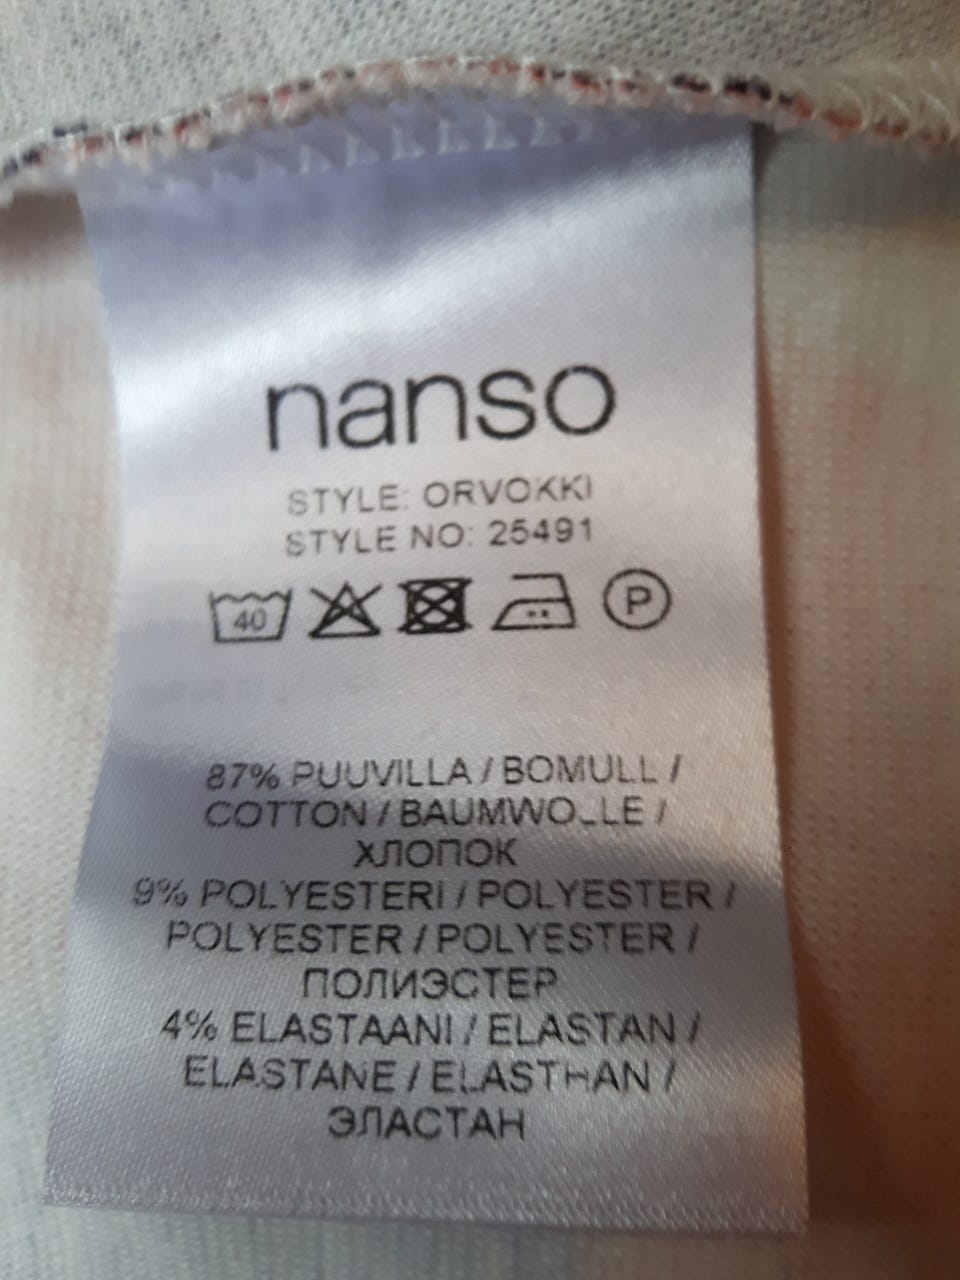 nanso
STYLE: ORVOKKI
STYLE NO: 25491
40 P
87% PUUVILLA / BOMULL /
COTTON / BAUMWOLLE /
ХЛОПОК
9% POLYESTERI / POLYESTER /
POLYESTER / POLYESTER /
ПОЛИЭСТЕР
4% ELASTAANI / ELASTAN /
ELASTANE / ELASTHAN /
ЭЛАСТАН